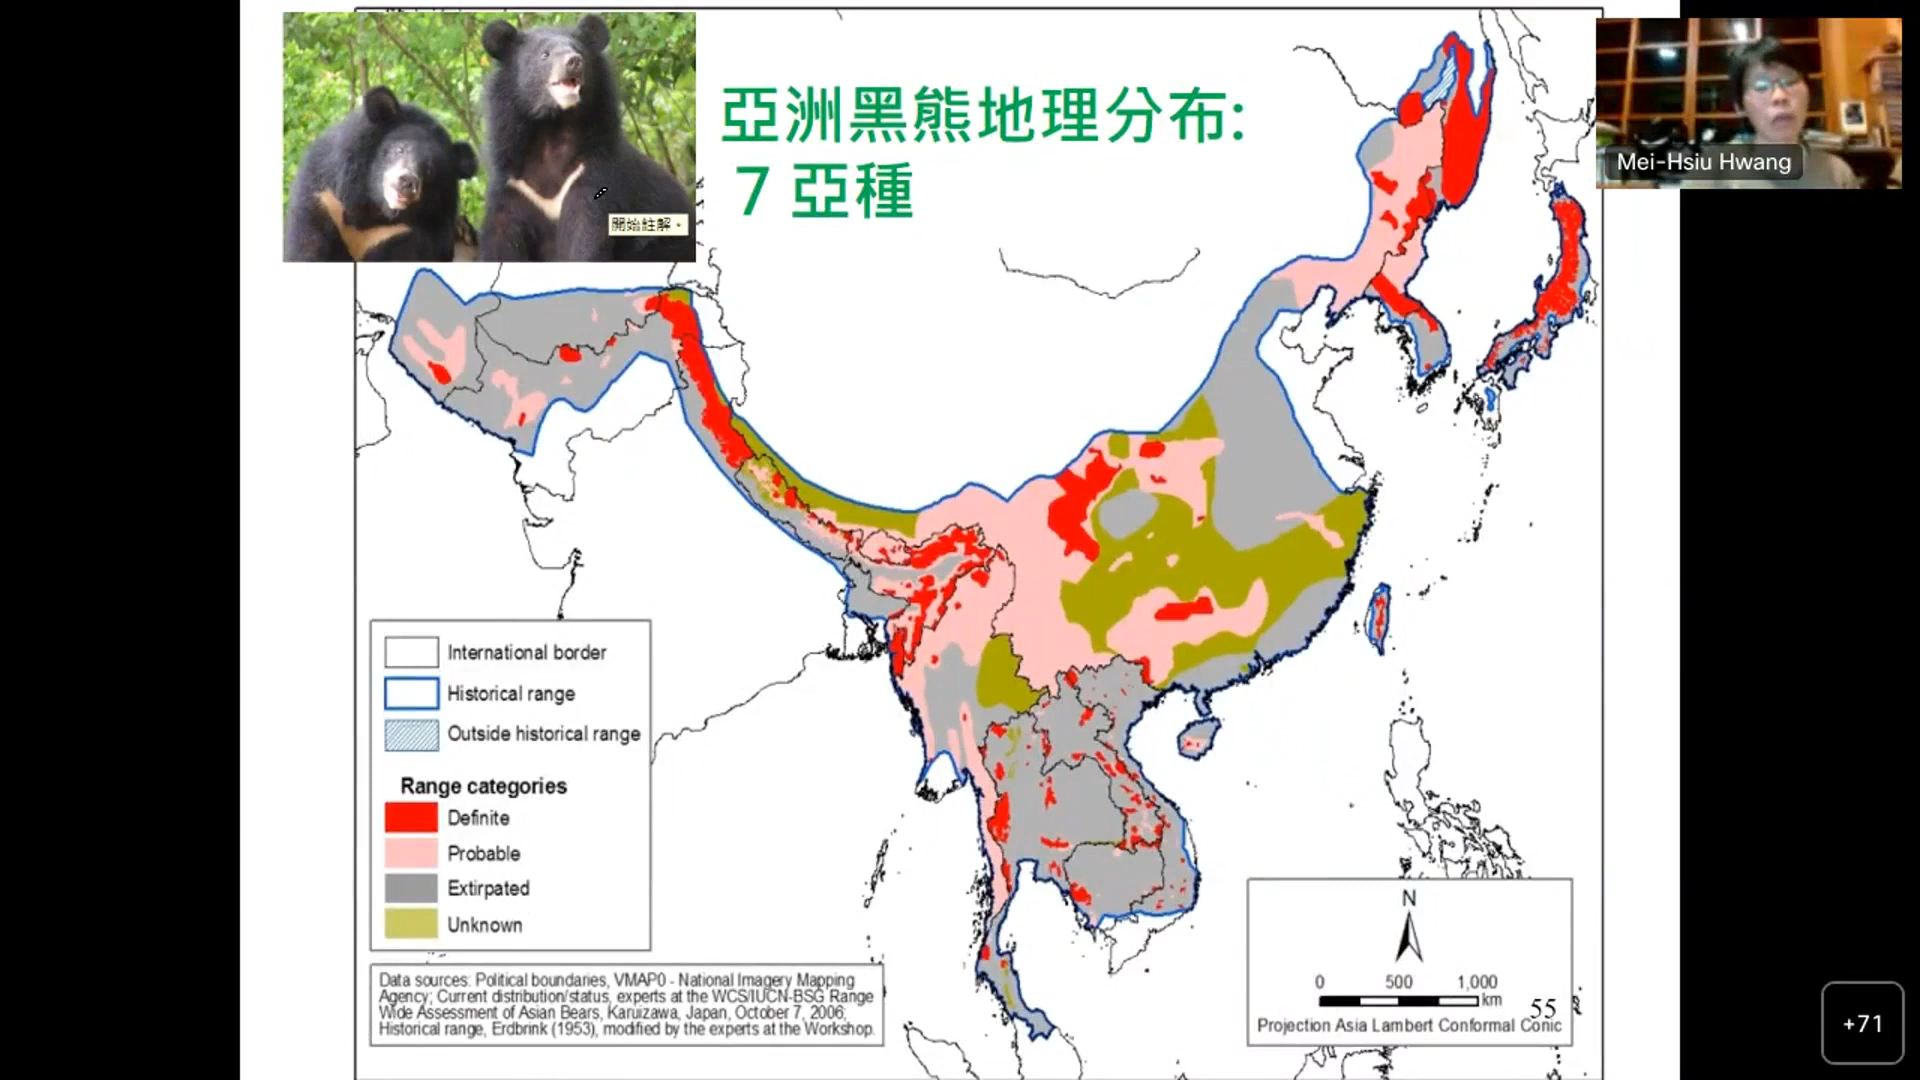 亞洲黑熊地理分布:
7 亞種
開始註解。
Mei-Hsiu Hwang
International border
Historical range
Outside historical range
Range categories
Definite
Probable
Extirpated
Unknown
Data sources: Political boundaries, VMAP0 - National Imagery Mapping
Agency; Current distribution/status, experts at the WCS/IUCN-BSG Range
Wide Assessment of Asian Bears, Karuizawa, Japan, October 7, 2006;
Historical range, Erdbrink (1953), modified by the experts at the Workshop.
N
0 500 1,000
km
55
Projection Asia Lambert Conformal Conic
+71